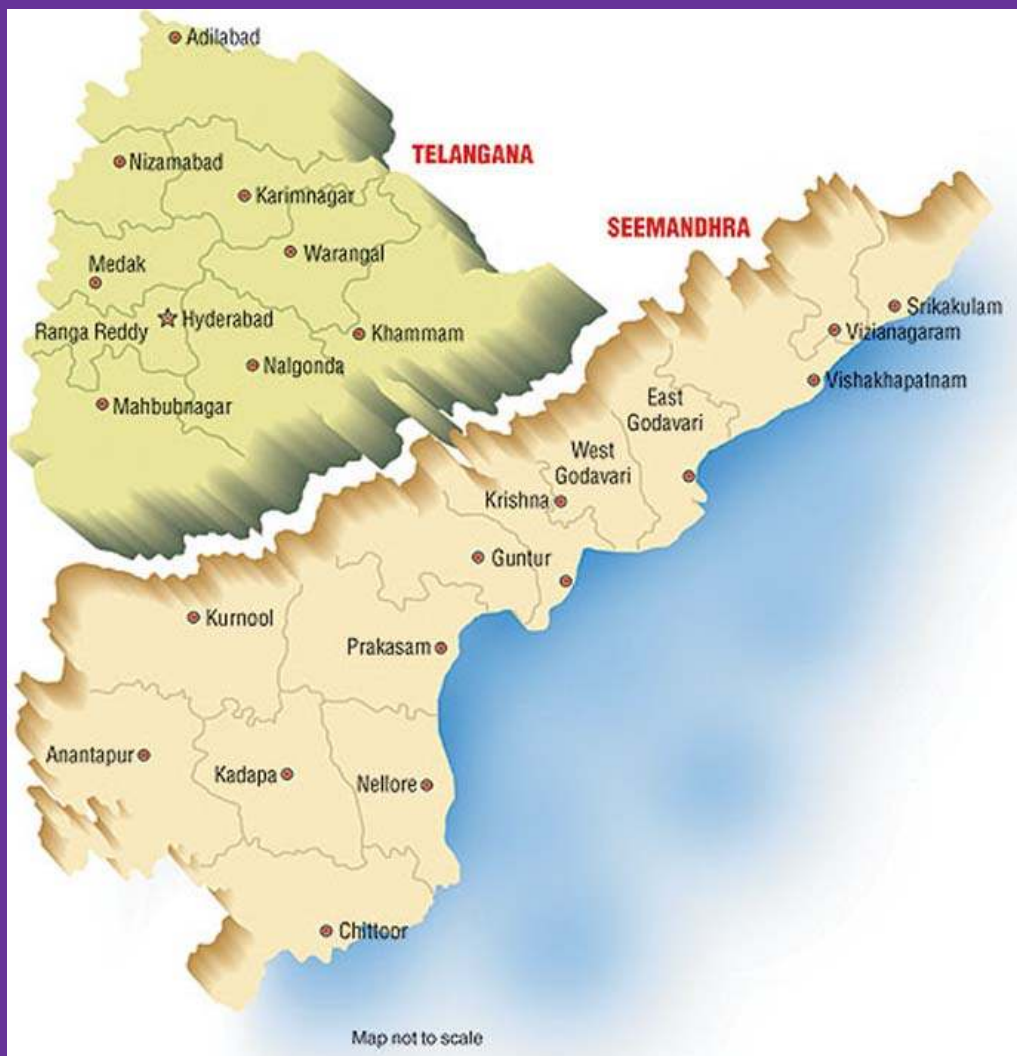 Adilabad
TELANGANA
Nizamabad
Karimnagar
SEEMANDHRA
Warangal
Medak
Hyderabad
Ranga Reddy
Khammam
Nalgonda
Mahbubnagar
Srikakulam
Vizianagaram
Vishakhapatnam
East
Godavari
West
Godavari
Krishna
Guntur
Kurnool
Prakasam
Anantapur
Kadapa
Nellore
Chittoor
Map not to scale